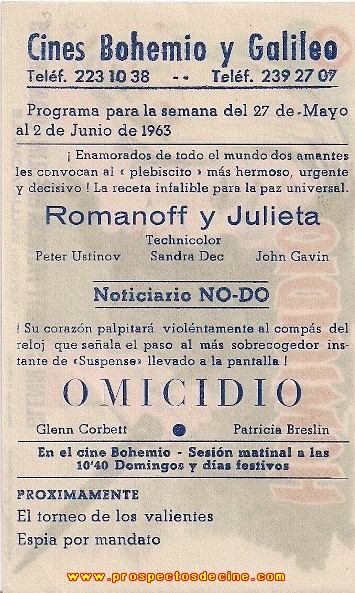 Cines Bohemio y Galileo
Teléf. 223 10 38 -- Teléf. 239 27 07
Programa para la semana del 27 de-Mayo
al 2 de Junio de 1963
¡ Enamorados de todo el mundo dos amantes
les convocan al « plebiscito » más hermoso, urgente
y decisivo ! La receta infalible para la paz universal.
Romanoff y Julieta
Technicolor
Peter Ustinov Sandra Dec John Gavin
Noticiario NO-DO
¡ Su corazón palpitará violéntamente al compás del
reloj que señala el paso al más sobrecogedor ins-
tante de «Suspense» llevado a la pantalla !
OMICIDIO
Glenn Corbett Patricia Breslin
En el cine Bohemio - Sesión matinal a las
10'40 Domingos y días festivos
PROXIMAMENTE
El torneo de los valientes
Espia por mandato
www.prospectosdecine.com